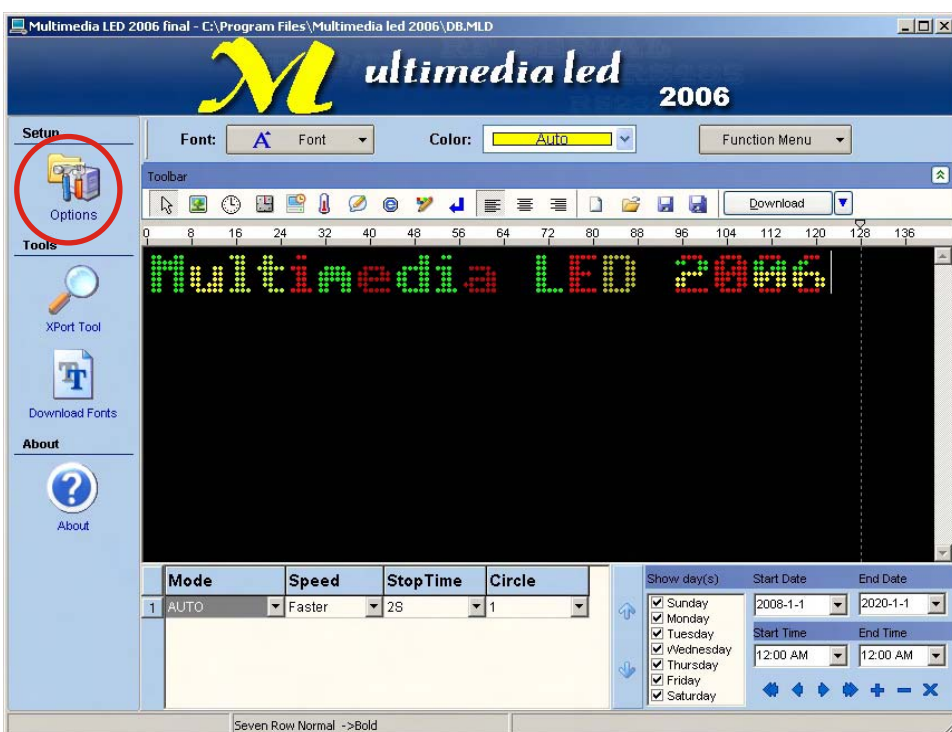 Multimedia LED 2006 final - C:\Program Files\Multimedia led 2006\DB.MLD
Multimedia led 2006
Setup
Options
Tools
XPort Tool
Download Fonts
About
About
Font: A Font Color: Auto Function Menu
Toolbar
Download
0 8 16 24 32 40 48 56 64 72 80 88 96 104 112 120 128 136
Multimedia LED 2006
Mode Speed StopTime Circle
1 AUTO Faster 2S 1
Show day(s)
Sunday
Monday
Tuesday
Wednesday
Thursday
Friday
Saturday
Start Date End Date
2008-1-1 2020-1-1
Start Time End Time
12:00 AM 12:00 AM
Seven Row Normal ->Bold